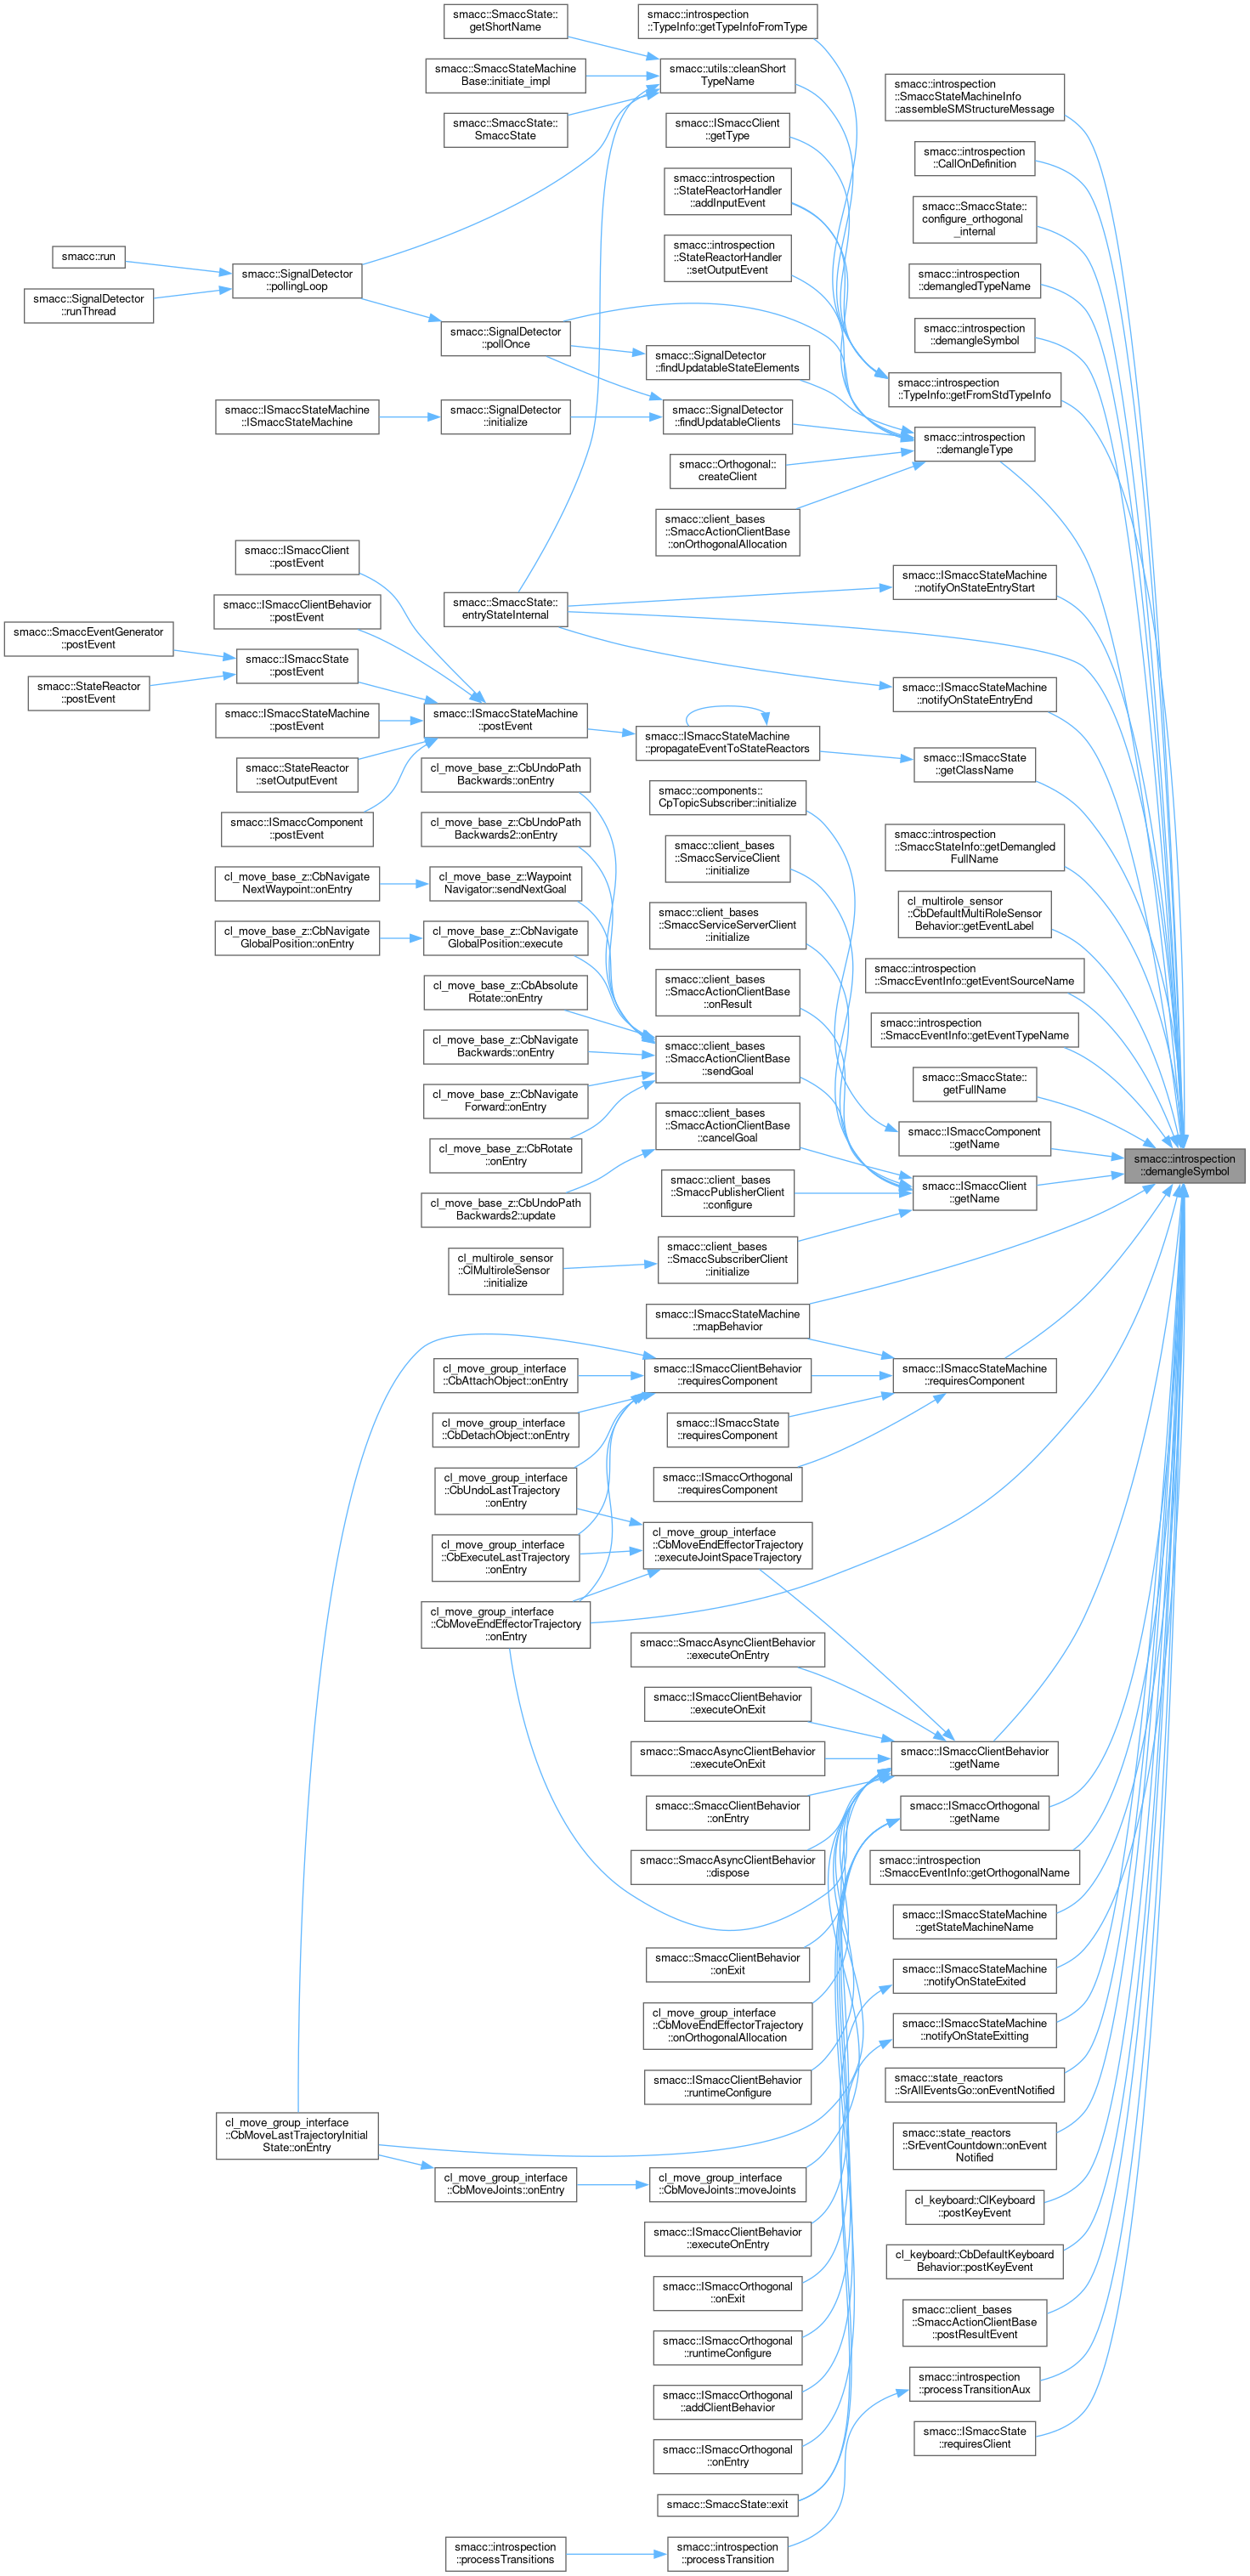 smacc::SmaccState::
getShortName
smacc::introspection
::TypeInfo::getTypeInfoFromType
smacc::SmaccStateMachine
Base::initiate_impl
smacc::utils::cleanShort
TypeName
smacc::SmaccState::
SmaccState
smacc::ISmaccClient
::getType
smacc::introspection
::SmaccStateMachineInfo
::assembleSMStructureMessage
smacc::introspection
::CallOnDefinition
smacc::introspection
::StateReactorHandler
::addInputEvent
smacc::SmaccState::
configure_orthogonal
_internal
smacc::run
smacc::SignalDetector
::pollingLoop
smacc::introspection
::StateReactorHandler
::setOutputEvent
smacc::introspection
::demangledTypeName
smacc::SignalDetector
::runThread
smacc::SignalDetector
::pollOnce
smacc::introspection
::demangleSymbol
smacc::SignalDetector
::findUpdatableStateElements
smacc::introspection
::TypeInfo::getFromStdTypeInfo
smacc::ISmaccStateMachine
::ISmaccStateMachine
smacc::SignalDetector
::initialize
smacc::SignalDetector
::findUpdatableClients
smacc::introspection
::demangleType
smacc::Orthogonal::
createClient
smacc::client_bases
::SmaccActionClientBase
::onOrthogonalAllocation
smacc::ISmaccClient
::postEvent
smacc::ISmaccStateMachine
::notifyOnStateEntryStart
smacc::ISmaccClientBehavior
::postEvent
smacc::SmaccState::
entryStateInternal
smacc::SmaccEventGenerator
::postEvent
smacc::ISmaccState
::postEvent
smacc::StateReactor
::postEvent
smacc::ISmaccStateMachine
::notifyOnStateEntryEnd
smacc::ISmaccStateMachine
::postEvent
smacc::ISmaccStateMachine
::postEvent
smacc::ISmaccStateMachine
::propagateEventToStateReactors
smacc::ISmaccState
::getClassName
smacc::StateReactor
::setOutputEvent
cl_move_base_z::CbUndoPath
Backwards::onEntry
smacc::components::
CpTopicSubscriber::initialize
smacc::ISmaccComponent
::postEvent
cl_move_base_z::CbUndoPath
Backwards2::onEntry
smacc::client_bases
::SmaccServiceClient
::initialize
smacc::introspection
::SmaccStateInfo::getDemangled
FullName
cl_move_base_z::CbNavigate
NextWaypoint::onEntry
cl_move_base_z::Waypoint
Navigator::sendNextGoal
cl_multirole_sensor
::CbDefaultMultiRoleSensor
Behavior::getEventLabel
cl_move_base_z::CbNavigate
GlobalPosition::onEntry
cl_move_base_z::CbNavigate
GlobalPosition::execute
smacc::client_bases
::SmaccServiceServerClient
::initialize
smacc::introspection
::SmaccEventInfo::getEventSourceName
cl_move_base_z::CbAbsolute
Rotate::onEntry
smacc::client_bases
::SmaccActionClientBase
::onResult
smacc::introspection
::SmaccEventInfo::getEventTypeName
cl_move_base_z::CbNavigate
Backwards::onEntry
smacc::client_bases
::SmaccActionClientBase
::sendGoal
smacc::SmaccState::
getFullName
cl_move_base_z::CbNavigate
Forward::onEntry
smacc::client_bases
::SmaccActionClientBase
::cancelGoal
smacc::ISmaccComponent
::getName
cl_move_base_z::CbRotate
::onEntry
smacc::introspection
::demangleSymbol
cl_move_base_z::CbUndoPath
Backwards2::update
smacc::client_bases
::SmaccPublisherClient
::configure
smacc::ISmaccClient
::getName
cl_multirole_sensor
::ClMultiroleSensor
::initialize
smacc::client_bases
::SmaccSubscriberClient
::initialize
smacc::ISmaccStateMachine
::mapBehavior
cl_move_group_interface
::CbAttachObject::onEntry
smacc::ISmaccClientBehavior
::requiresComponent
smacc::ISmaccStateMachine
::requiresComponent
cl_move_group_interface
::CbDetachObject::onEntry
smacc::ISmaccState
::requiresComponent
cl_move_group_interface
::CbUndoLastTrajectory
::onEntry
smacc::ISmaccOrthogonal
::requiresComponent
cl_move_group_interface
::CbExecuteLastTrajectory
::onEntry
cl_move_group_interface
::CbMoveEndEffectorTrajectory
::executeJointSpaceTrajectory
cl_move_group_interface
::CbMoveEndEffectorTrajectory
::onEntry
smacc::SmaccAsyncClientBehavior
::executeOnEntry
smacc::ISmaccClientBehavior
::executeOnExit
smacc::SmaccAsyncClientBehavior
::executeOnExit
smacc::ISmaccClientBehavior
::getName
smacc::SmaccClientBehavior
::onEntry
smacc::ISmaccOrthogonal
::getName
smacc::SmaccAsyncClientBehavior
::dispose
smacc::introspection
::SmaccEventInfo::getOrthogonalName
smacc::ISmaccStateMachine
::getStateMachineName
smacc::SmaccClientBehavior
::onExit
smacc::ISmaccStateMachine
::notifyOnStateExited
cl_move_group_interface
::CbMoveEndEffectorTrajectory
::onOrthogonalAllocation
smacc::ISmaccStateMachine
::notifyOnStateExitting
smacc::ISmaccClientBehavior
::runtimeConfigure
smacc::state_reactors
::SrAllEventsGo::onEventNotified
cl_move_group_interface
::CbMoveLastTrajectoryInitial
State::onEntry
smacc::state_reactors
::SrEventCountdown::onEvent
Notified
cl_move_group_interface
::CbMoveJoints::onEntry
cl_move_group_interface
::CbMoveJoints::moveJoints
cl_keyboard::ClKeyboard
::postKeyEvent
smacc::ISmaccClientBehavior
::executeOnEntry
cl_keyboard::CbDefaultKeyboard
Behavior::postKeyEvent
smacc::ISmaccOrthogonal
::onExit
smacc::client_bases
::SmaccActionClientBase
::postResultEvent
smacc::ISmaccOrthogonal
::runtimeConfigure
smacc::introspection
::processTransitionAux
smacc::ISmaccOrthogonal
::addClientBehavior
smacc::ISmaccState
::requiresClient
smacc::ISmaccOrthogonal
::onEntry
smacc::SmaccState::exit
smacc::introspection
::processTransitions
smacc::introspection
::processTransition